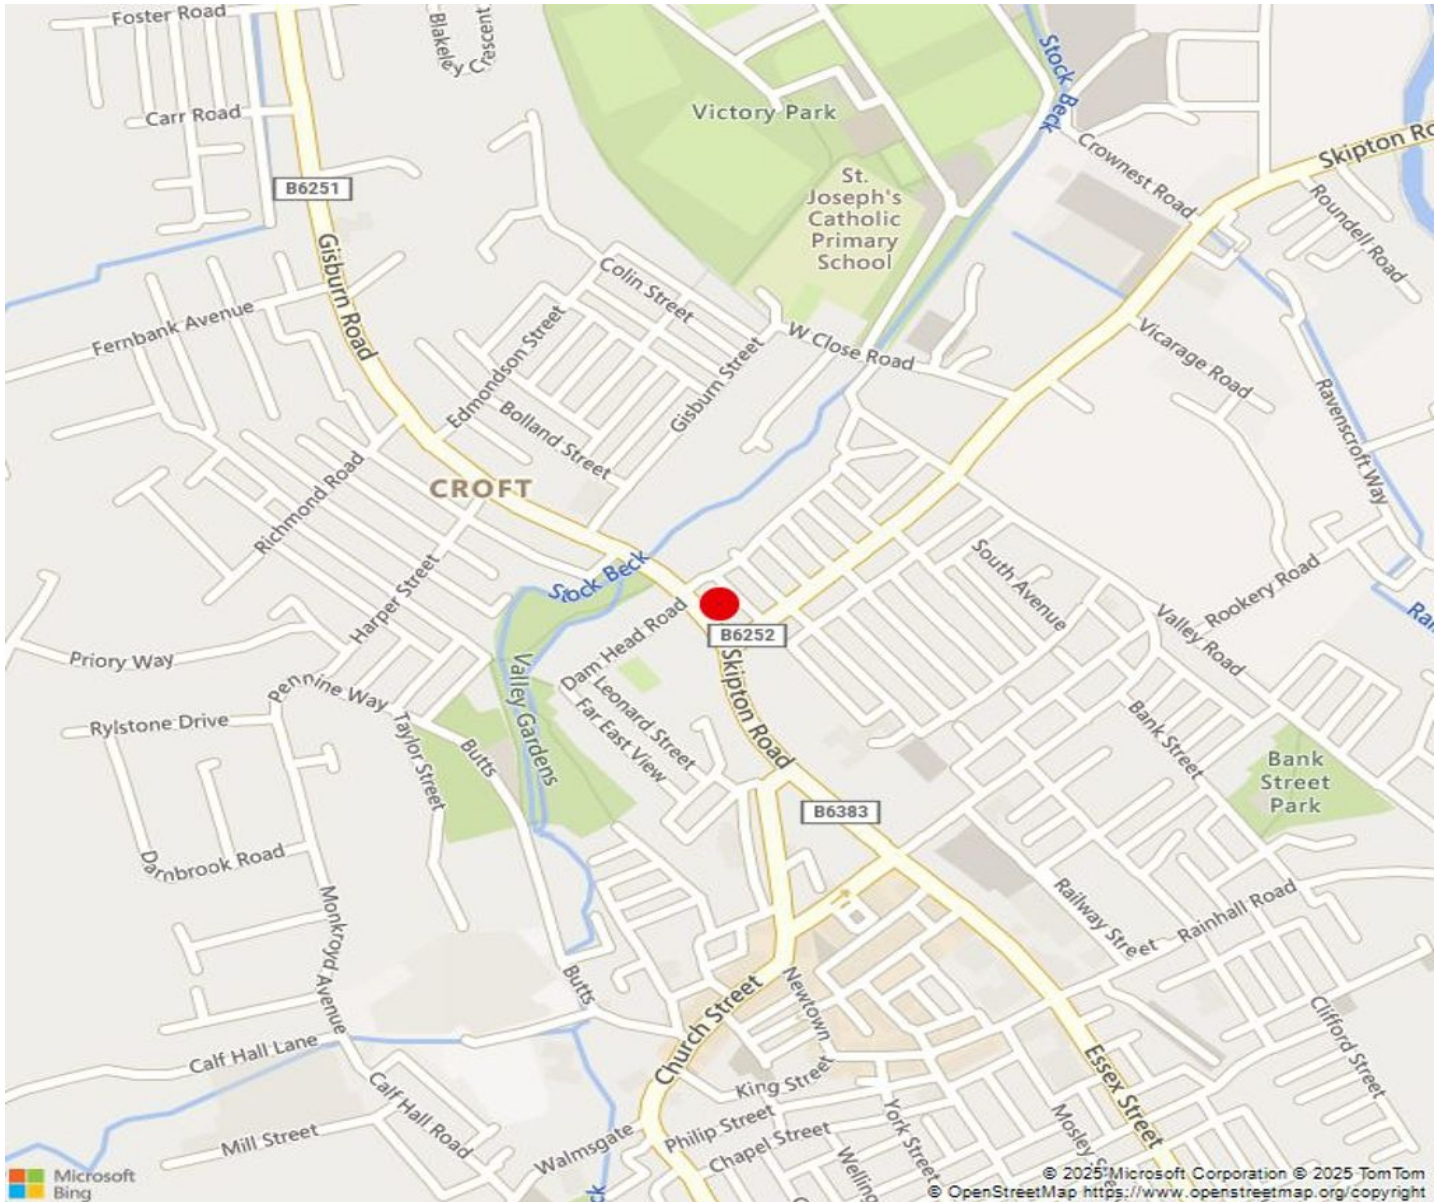 Foster Road
Blakeley Crescent
Stock Beck
Victory Park
Carr Road
Crownest Road
Skipton Ro
St.
Joseph's
Catholic
Primary
School
B6251
Roundell Road
Gisburn Road
Colin Street
Fernbank Avenue
Edmondson Street
W Close Road
Vicarage Road
Gisburn Street
Ravenscroft Way
Bolland Street
CROFT
Richmond Road
South Avenue
Stock Beck
Rookery Road
Harper Street
Dam Head Road
B6252
Valley Road
Priory Way
Valley Gardens
Skipton Road
Leonard Street
Far East View
Pennine Way
Rylstone Drive
Taylor Street
Butts
Bank Street
Bank
Street
Park
B6383
Darnbrook Road
Railway Street
Rainhall Road
Monkroyd Avenue
Butts
Newtown
Church Street
Clifford Street
Calf Hall Lane
Essex Street
King Street
Calf Hall Road
Philip Street
York Street
Mill Street
Walmsgate
Chapel Street
Microsoft
Bing
© 2025 Microsoft Corporation © 2025 TomTom
© OpenStreetMap https://www.openstreetmap.org/copyright